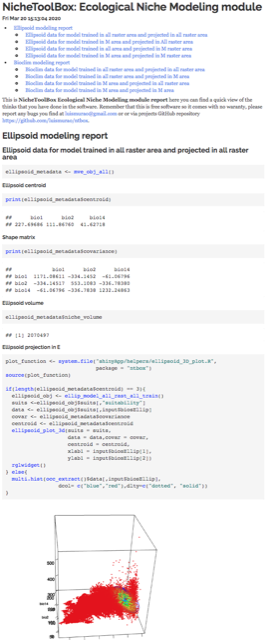 NicheToolBox: Ecological Niche Modeling module
Fri Mar 20 15:13:04 2020
Ellipsoid modeling report
Ellipsoid data for model trained in all raster area and projected in all raster area
Ellipsoid data for model trained in M area and projected in All raster area
Ellipsoid data for model trained in all area and projected in M raster area
Ellipsoid data for model trained in M area and projected in M raster area
Bioclim modeling report
Bioclim data for model trained in all raster area and projected in all raster area
Bioclim data for model trained in all raster area and projected in M area
Bioclim data for model trained in M area and projected in all raster area
Bioclim data for model trained in M area and projected in M area
This is NicheToolBox Ecological Niche Modeling module report here you can find a quick view of the
thinks that you have done in the software. Remember that this is free software so it comes with no warranty, please
report any bugs you find at or or via projects GitHub repository
Ellipsoid modeling report
Ellipsoid data for model trained in all raster area and projected in all raster
area
ellipsoid_metadata <- eve_obj_all()
Ellipsoid centroid
print(ellipsoid_metadata$centroid)
## bio1 bio2 bio14
## 227.69686 111.86760 41.62718
Shape matrix
print(ellipsoid_metadata$covariance)
## bio1 bio2 bio14
## bio1 1171.08611 -334.1452 -61.06796
## bio2 -334.14517 553.1083 -336.78380
## bio14 -61.06796 -336.7838 1232.24863
Ellipsoid volume
ellipsoid_metadata$niche_volume
## [1] 2070487
Ellipsoid projection in E
plot_function <- system.file("shinyApp/helpers/ellipsoid_3D_plot.R",
package = "ntbox")
source(plot_function)
if(length(ellipsoid_metadata$centroid) == 3){
ellipsoid_obj <- ellip_model_all_rast_all_train()
suits <-ellipsoid_obj$suits[,"suitability"]
data <- ellipsoid_obj$suits[,input$biosEllip]
covar <- ellipsoid_metadata$covariance
centroid <- ellipsoid_metadata$centroid
ellipsoid_plot_3d(suits = suits,
data = data,covar = covar,
centroid = centroid,
xlab1 = input$biosEllip[1],
ylab1 = input$biosEllip[2])
rglwidget()
} else{
multi.hist(occ_extract()$data[,input$biosEllip],
dcol= c("blue","red"),dlty=c("dotted", "solid"))
}
500
400
300